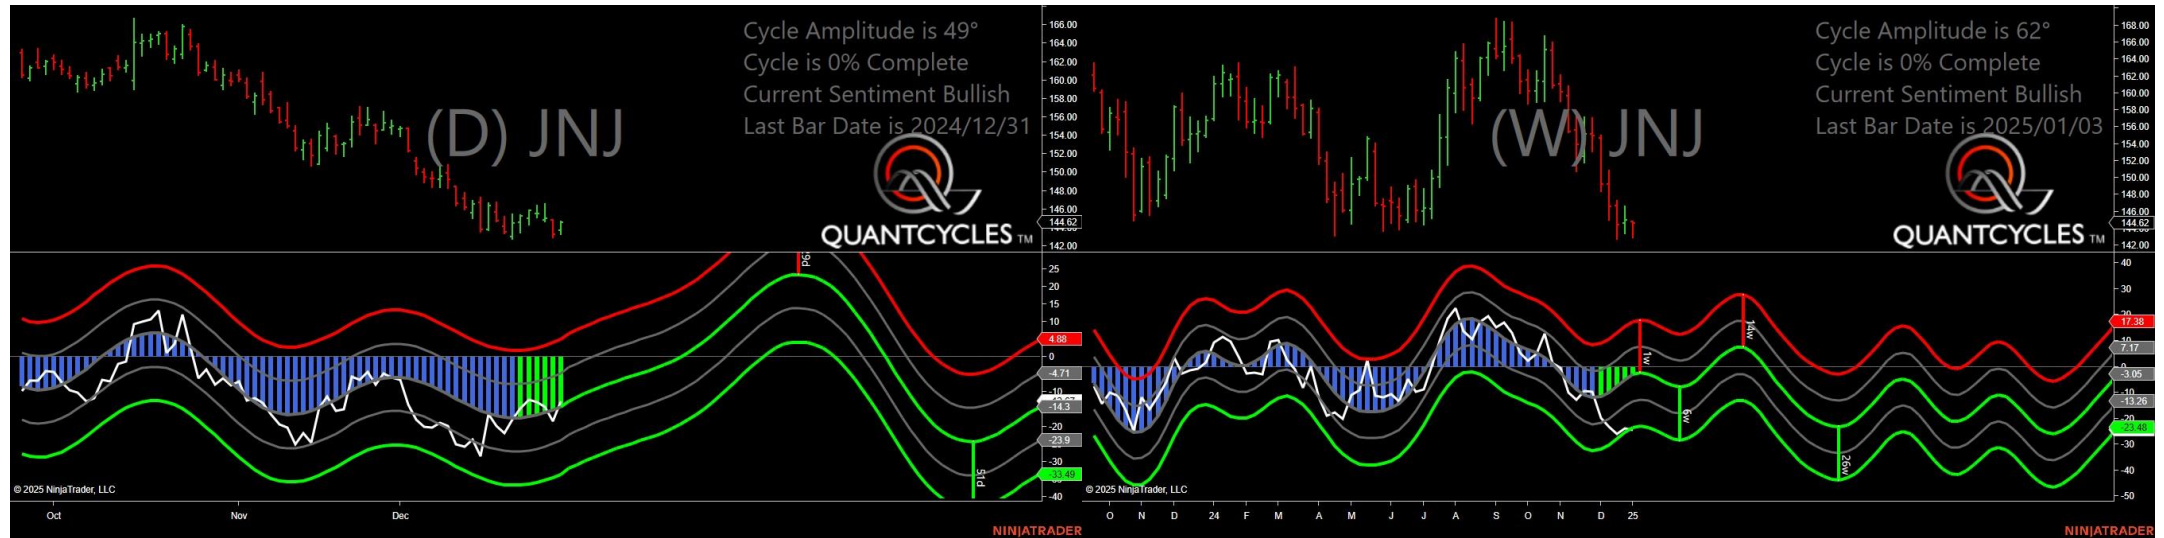 Cycle Amplitude is 49°
Cycle is 0% Complete
Current Sentiment Bullish
Last Bar Date is 2024/12/31
(D) JNJ
QUANTCYCLES TM
166.00
164.00
162.00
160.00
158.00
156.00
154.00
152.00
150.00
148.00
146.00
144.62
142.00
29d
51d
25
20
15
10
4.88
0
-4.71
-10
-14.3
-20
-23.9
-30
-33.49
-40
© 2025 NinjaTrader, LLC
Oct
Nov
Dec
NINJATRADER
Cycle Amplitude is 62°
Cycle is 0% Complete
Current Sentiment Bullish
Last Bar Date is 2025/01/03
(W) JNJ
QUANTCYCLES TM
168.00
166.00
164.00
162.00
160.00
158.00
156.00
154.00
152.00
150.00
148.00
146.00
144.62
142.00
1w
6w
14w
26w
40
30
17.38
7.17
-3.05
-13.26
-20
-23.48
-30
-40
-50
© 2025 NinjaTrader, LLC
O N D 24 F M A M J J A S O N D 25
NINJATRADER